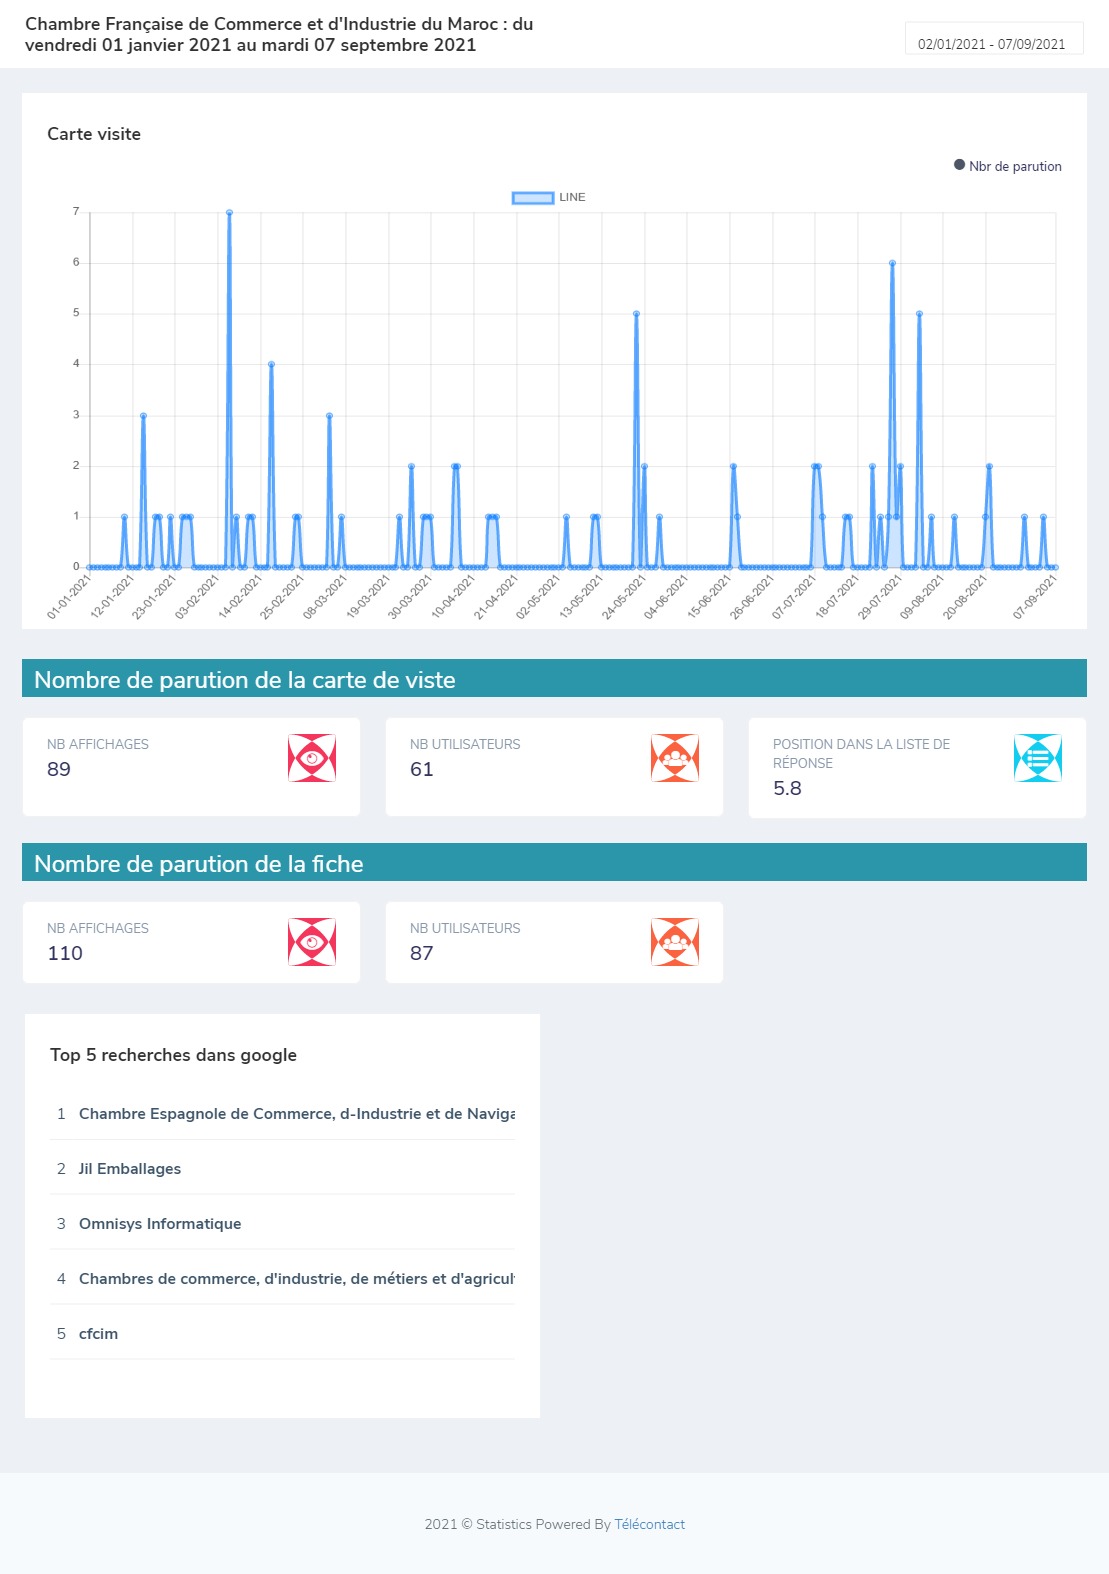 Chambre Française de Commerce et d'Industrie du Maroc : du
vendredi 01 janvier 2021 au mardi 07 septembre 2021
02/01/2021 - 07/09/2021
Carte visite
Nbr de parution
LINE
7
6
5
4
3
2
1
0
01-01-2021
12-01-2021
23-01-2021
03-02-2021
14-02-2021
25-02-2021
08-03-2021
19-03-2021
30-03-2021
10-04-2021
21-04-2021
02-05-2021
13-05-2021
24-05-2021
04-06-2021
15-06-2021
26-06-2021
07-07-2021
18-07-2021
29-07-2021
09-08-2021
20-08-2021
07-09-2021
Nombre de parution de la carte de viste
NB AFFICHAGES
89
NB UTILISATEURS
61
POSITION DANS LA LISTE DE
RÉPONSE
5.8
Nombre de parution de la fiche
NB AFFICHAGES
110
NB UTILISATEURS
87
Top 5 recherches dans google
1 Chambre Espagnole de Commerce, d-Industrie et de Naviga
2 Jil Emballages
3 Omnisys Informatique
4 Chambres de commerce, d'industrie, de métiers et d'agricul
5 cfcim
2021 © Statistics Powered By Télécontact